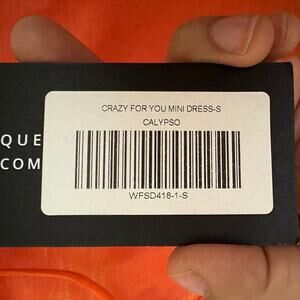 CRAZY FOR YOU MINI DRESS-S
CALYPSO
QUE
COM
WFSD418-1-S